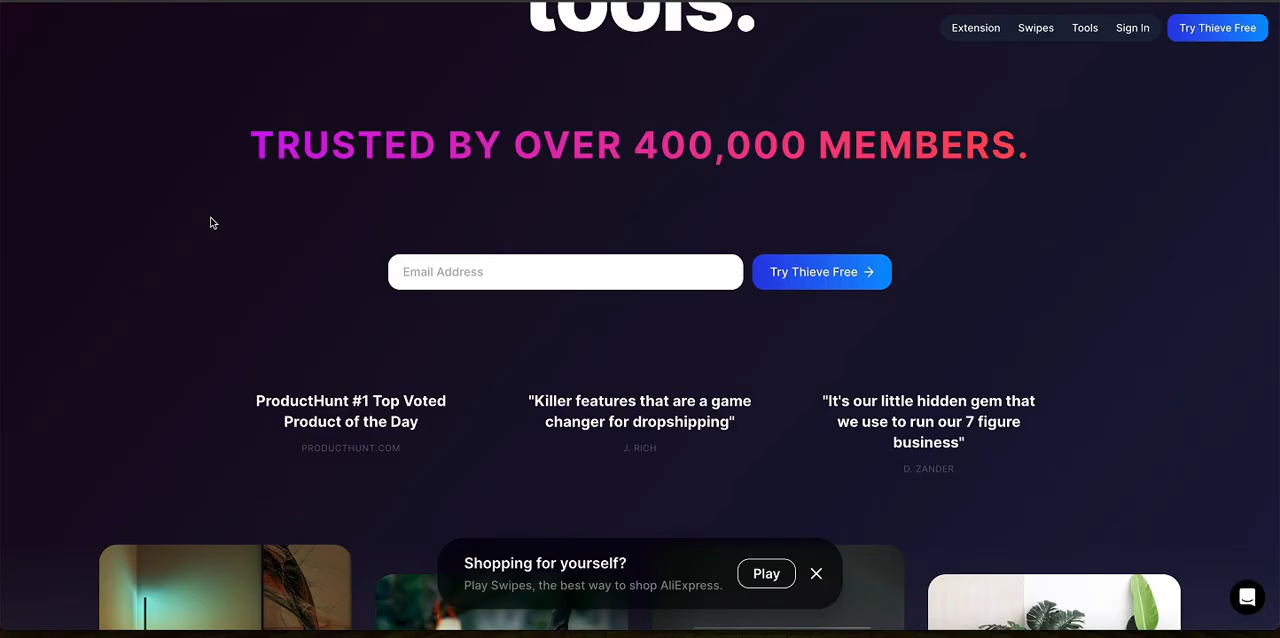 tools.
Extension
Swipes
Tools
Sign In
Try Thieve Free
TRUSTED BY OVER 400,000 MEMBERS.
Email Address
Try Thieve Free →
ProductHunt #1 Top Voted
Product of the Day
PRODUCTHUNT.COM
"Killer features that are a game
changer for dropshipping"
J. RICH
"It's our little hidden gem that
we use to run our 7 figure
business"
D. ZANDER
Shopping for yourself?
Play Swipes, the best way to shop AliExpress.
Play